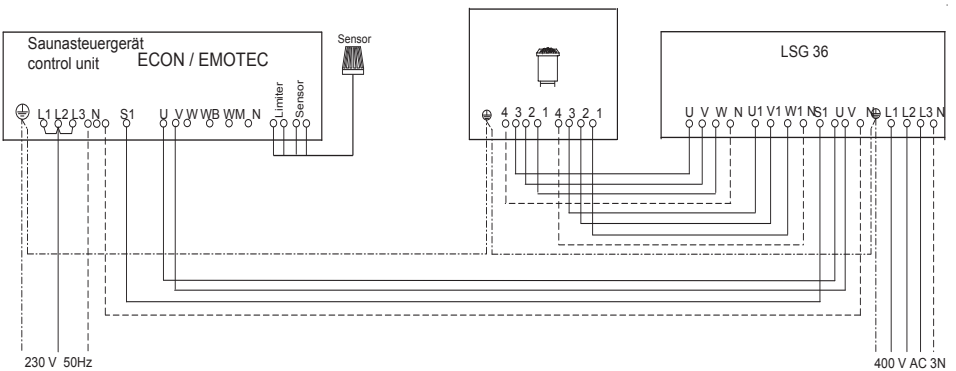 Saunasteuergerät
control unit ECON / EMOTEC
Sensor
LSG 36
Limiter
Sensor
L1 L2 L3 N S1 U V W WB WM N
4 3 2 1 4 3 2 1
U V W N U1 V1 W1 N S1 U V N L1 L2 L3 N
230 V 50Hz
400 V AC 3N